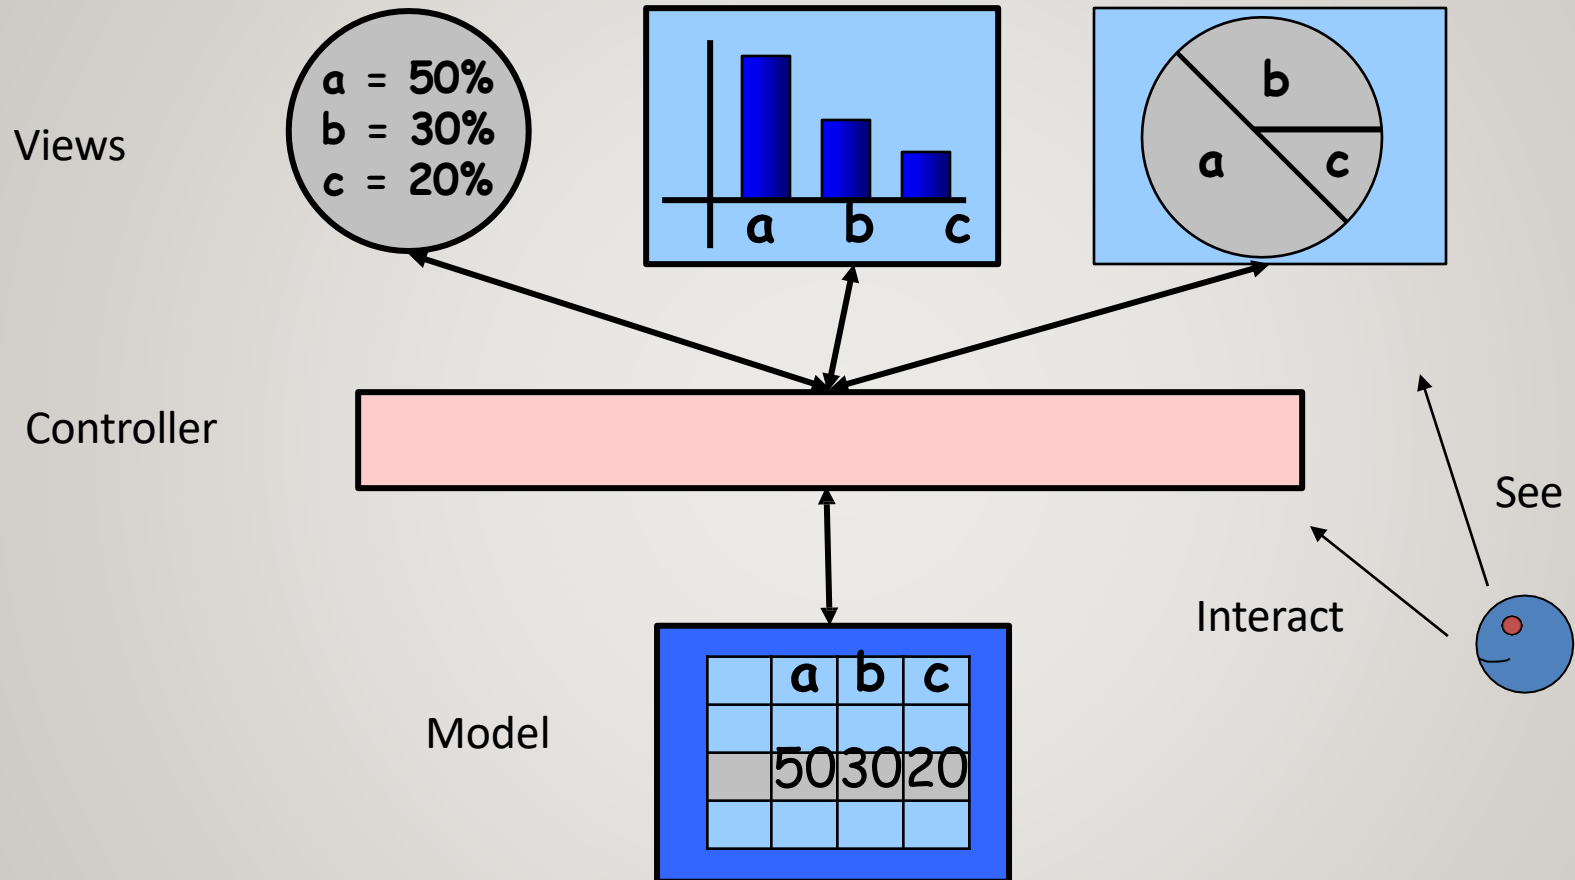 a = 50%
b = 30%
c = 20%
Views
a b c
b
a c
Controller
See
Interact
Model
a b c
50 30 20